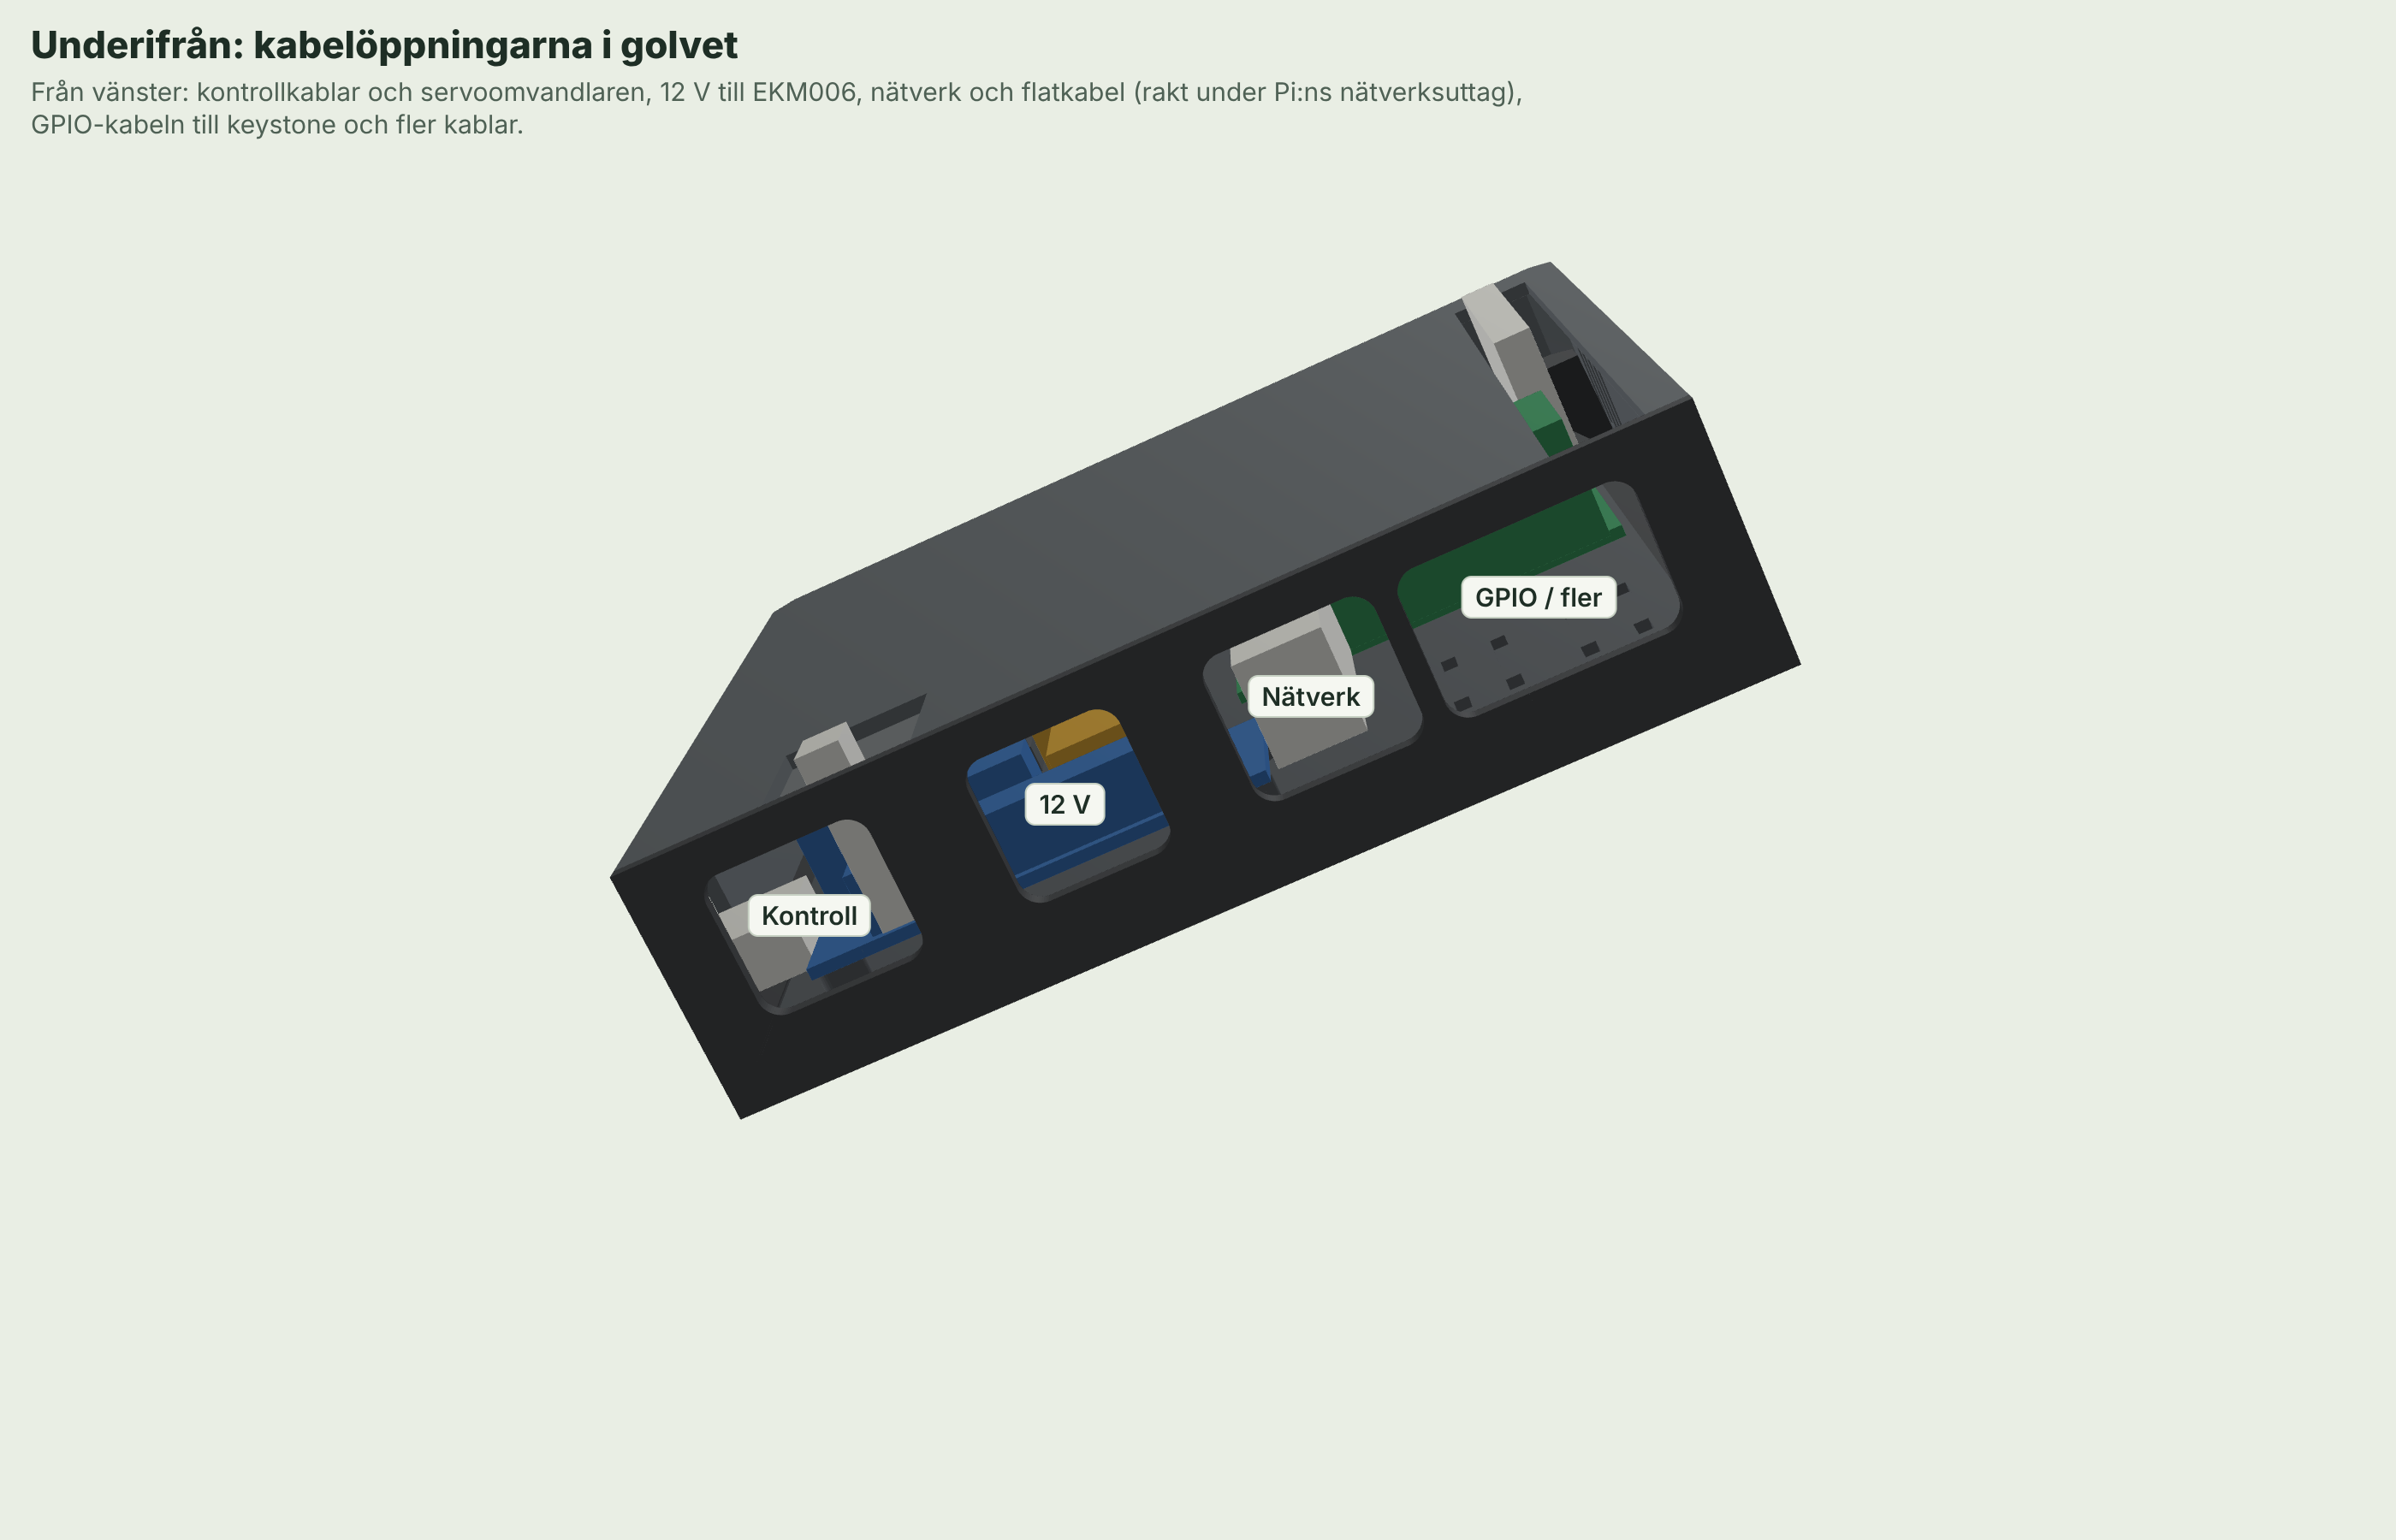 Underifrån: kabelöppningarna i golvet
Från vänster: kontrollkablar och servoomvandlaren, 12 V till EKM006, nätverk och flatkabel (rakt under Pi:ns nätverksuttag),
GPIO-kabeln till keystone och fler kablar.
GPIO / fler
Nätverk
12 V
Kontroll